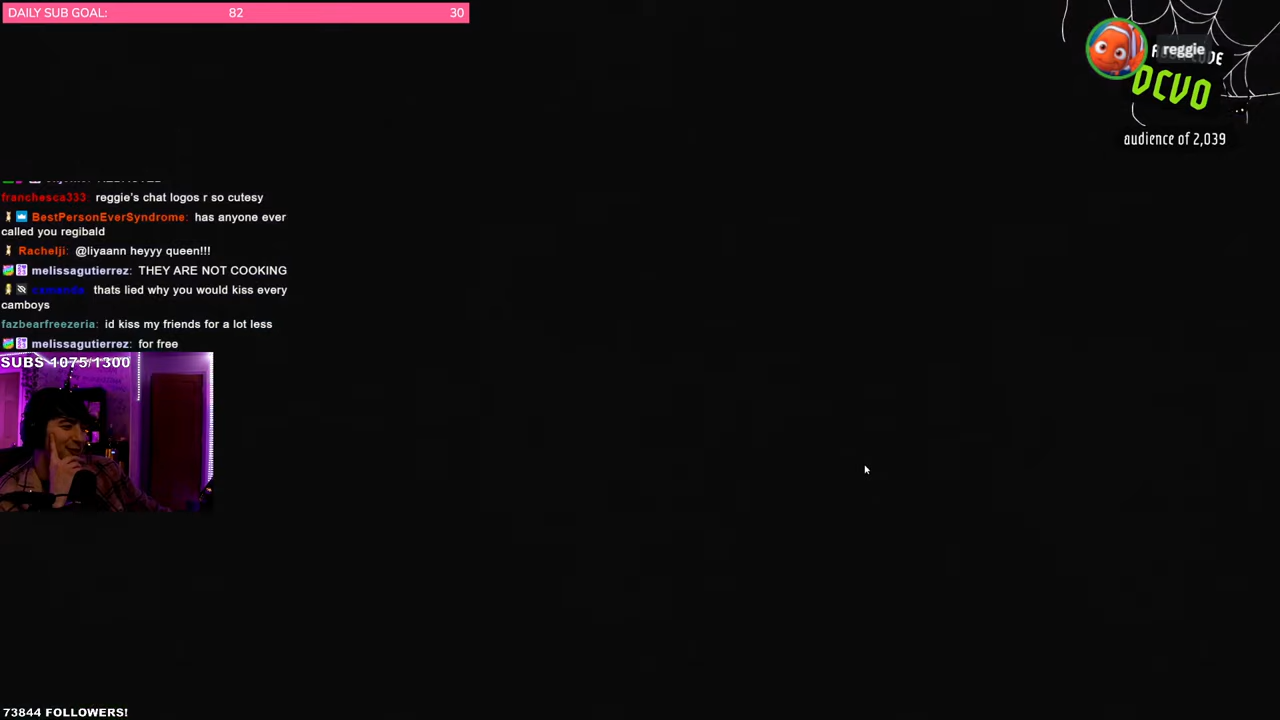 DAILY SUB GOAL: 82 30
reggie
DCVO
audience of 2,039
franchesca333: reggie's chat logos r so cutesy
BestPersonEverSyndrome: has anyone ever
called you regibald
Rachelji: @liyaann heyyy queen!!!
melissagutierrez: THEY ARE NOT COOKING
thats lied why you would kiss every
camboys
fazbearfreezeria: id kiss my friends for a lot less
melissagutierrez: for free
SUBS 1075/1300
73844 FOLLOWERS!